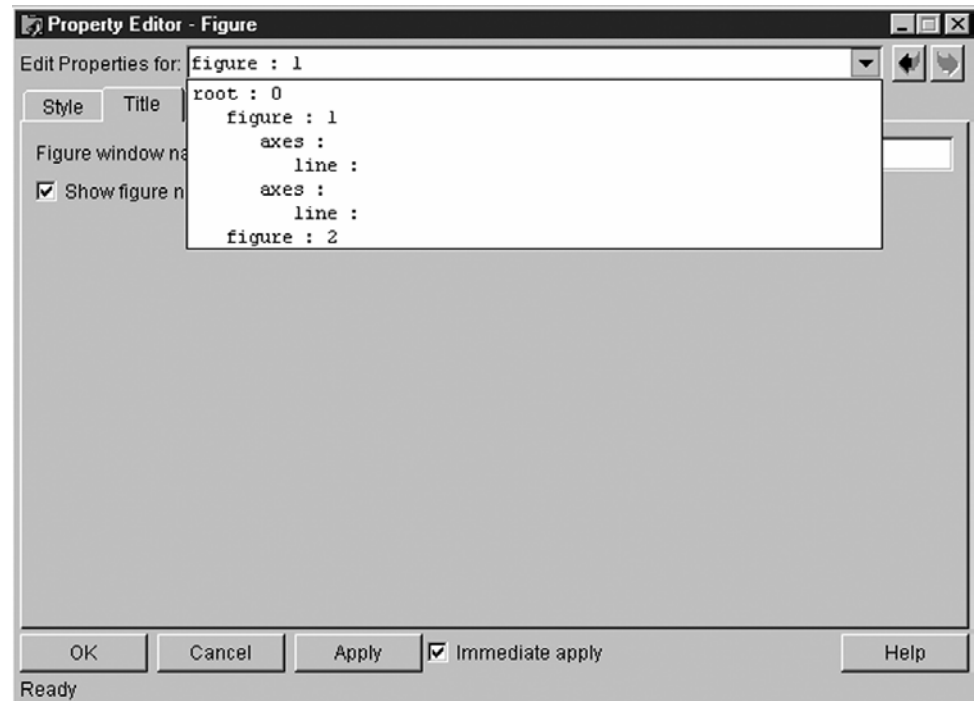 Property Editor - Figure
Edit Properties for: figure : 1
root : 0
figure : 1
axes :
line :
axes :
line :
figure : 2
Style Title
Figure window na
Show figure n
OK Cancel Apply Immediate apply Help
Ready